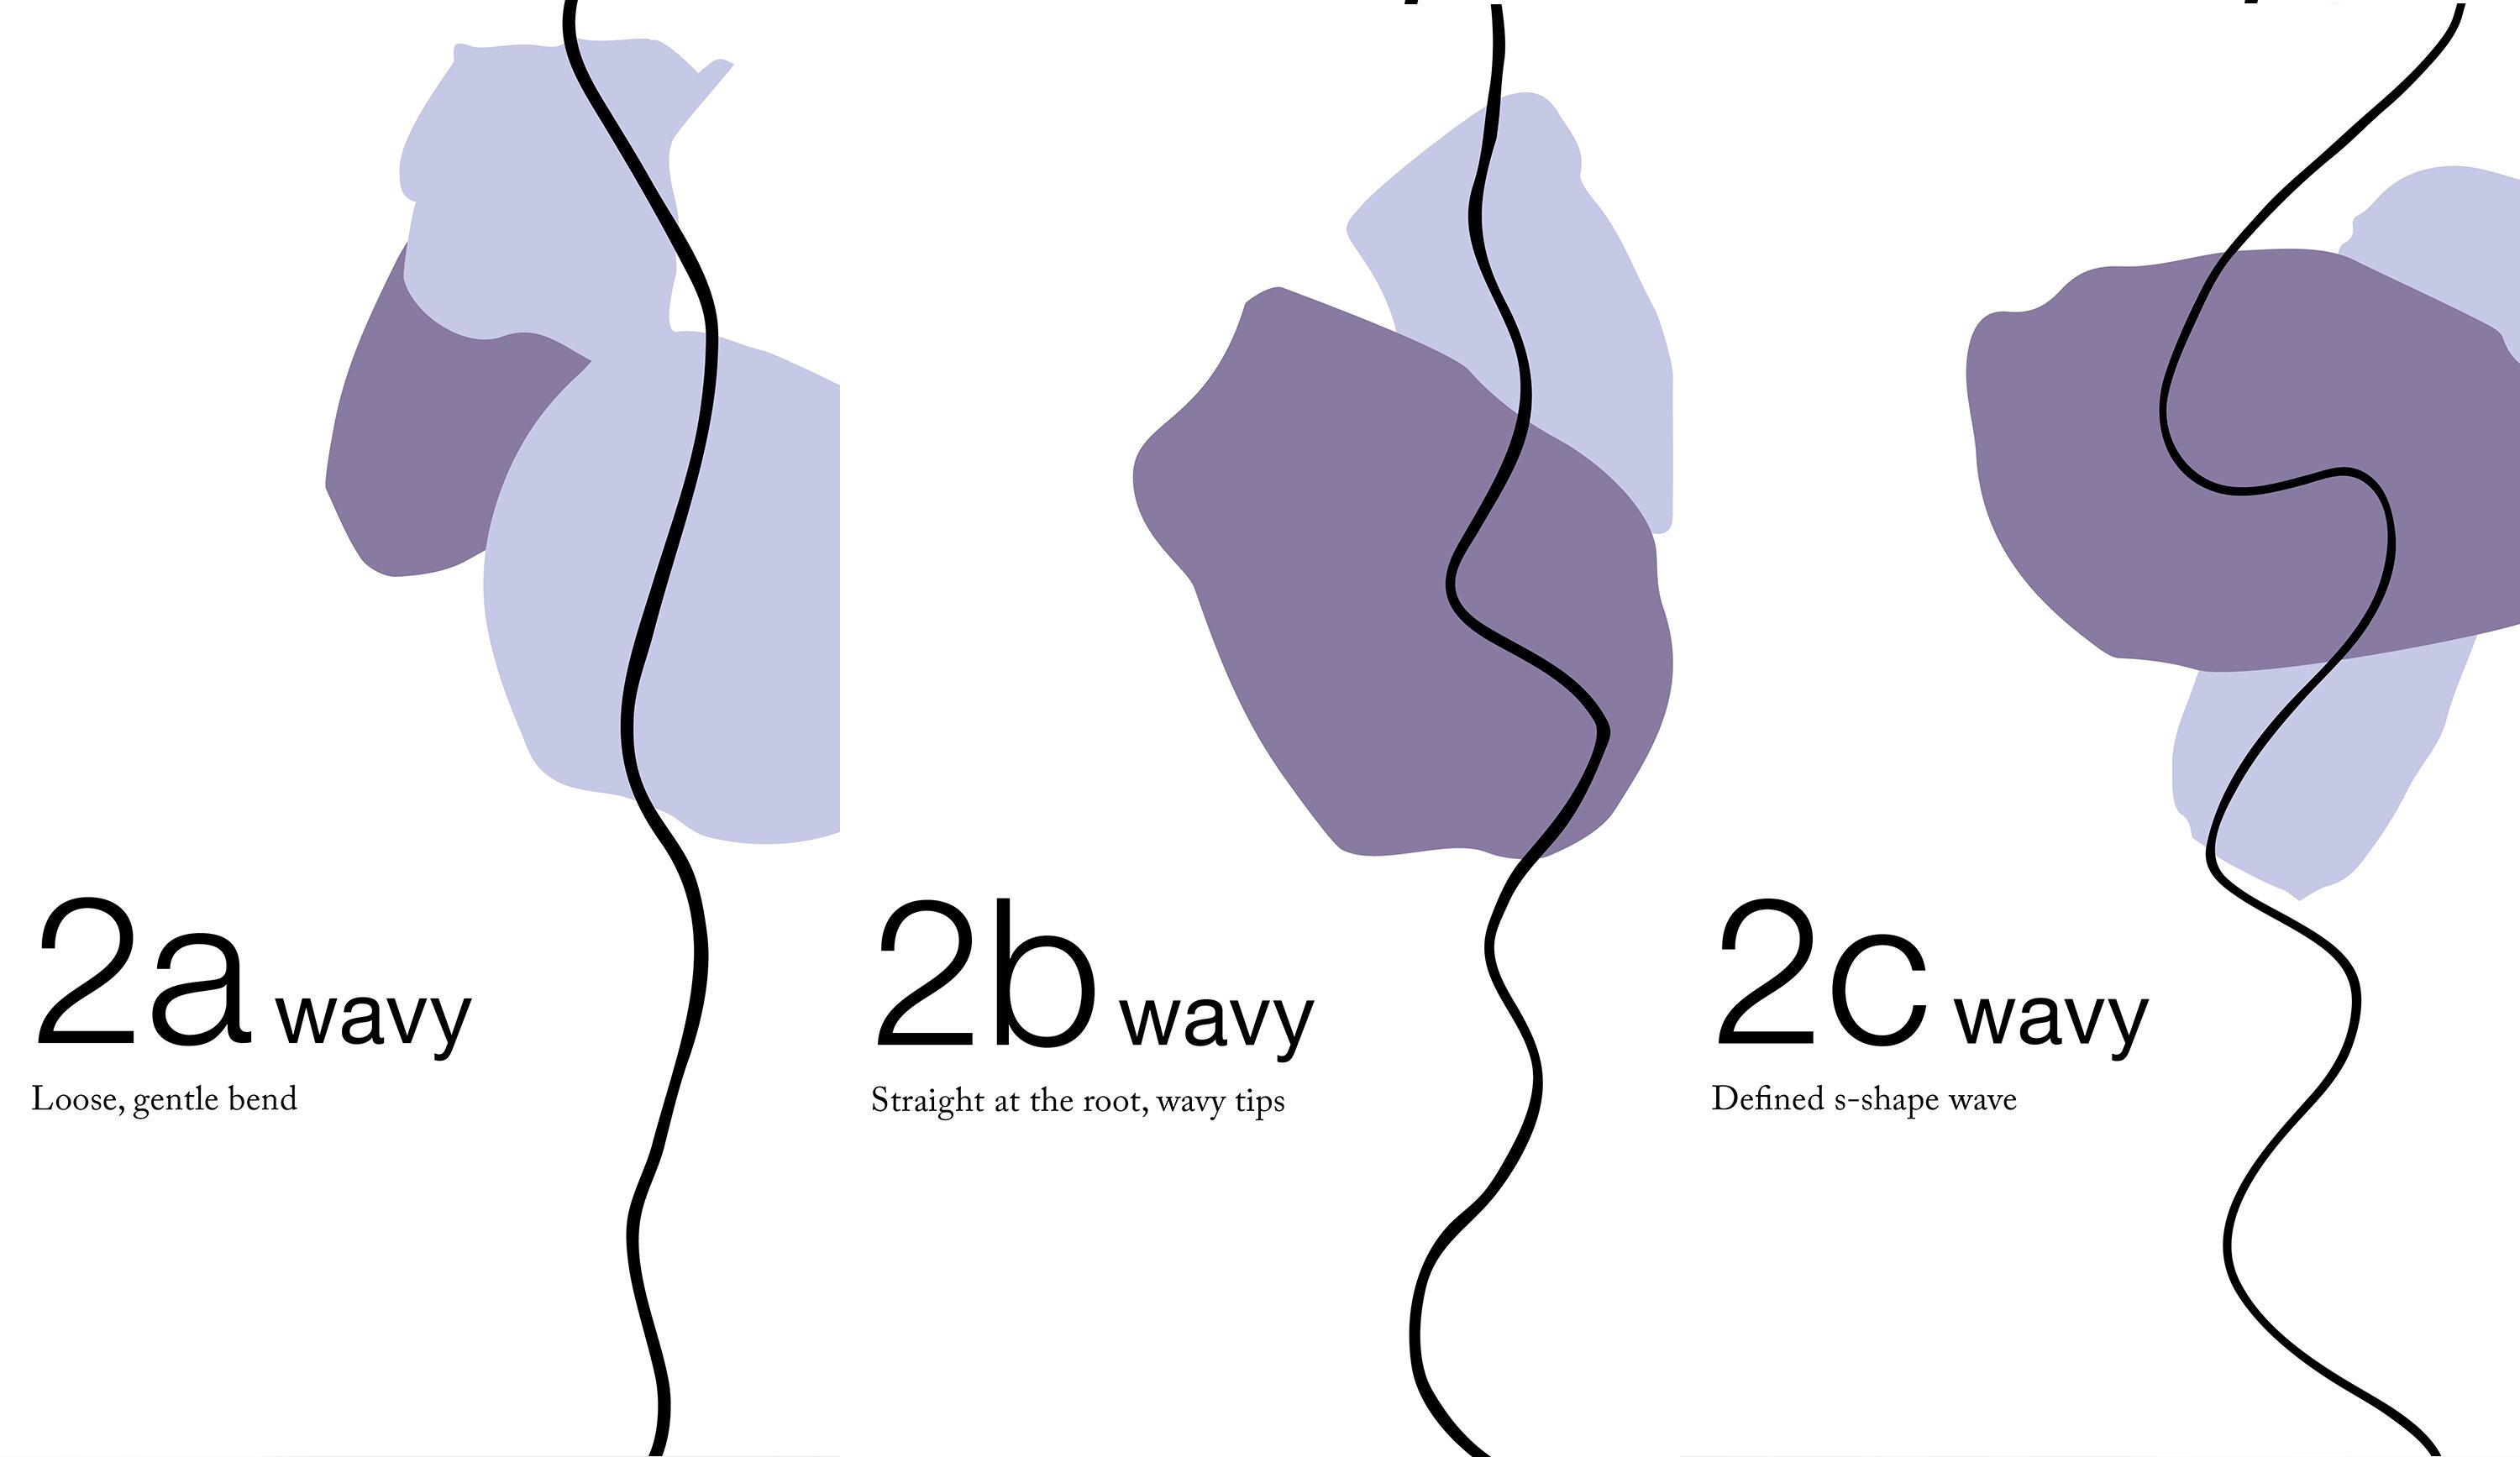 2a wavy
Loose, gentle bend
2b wavy
Straight at the root, wavy tips
2c wavy
Defined s-shape wave